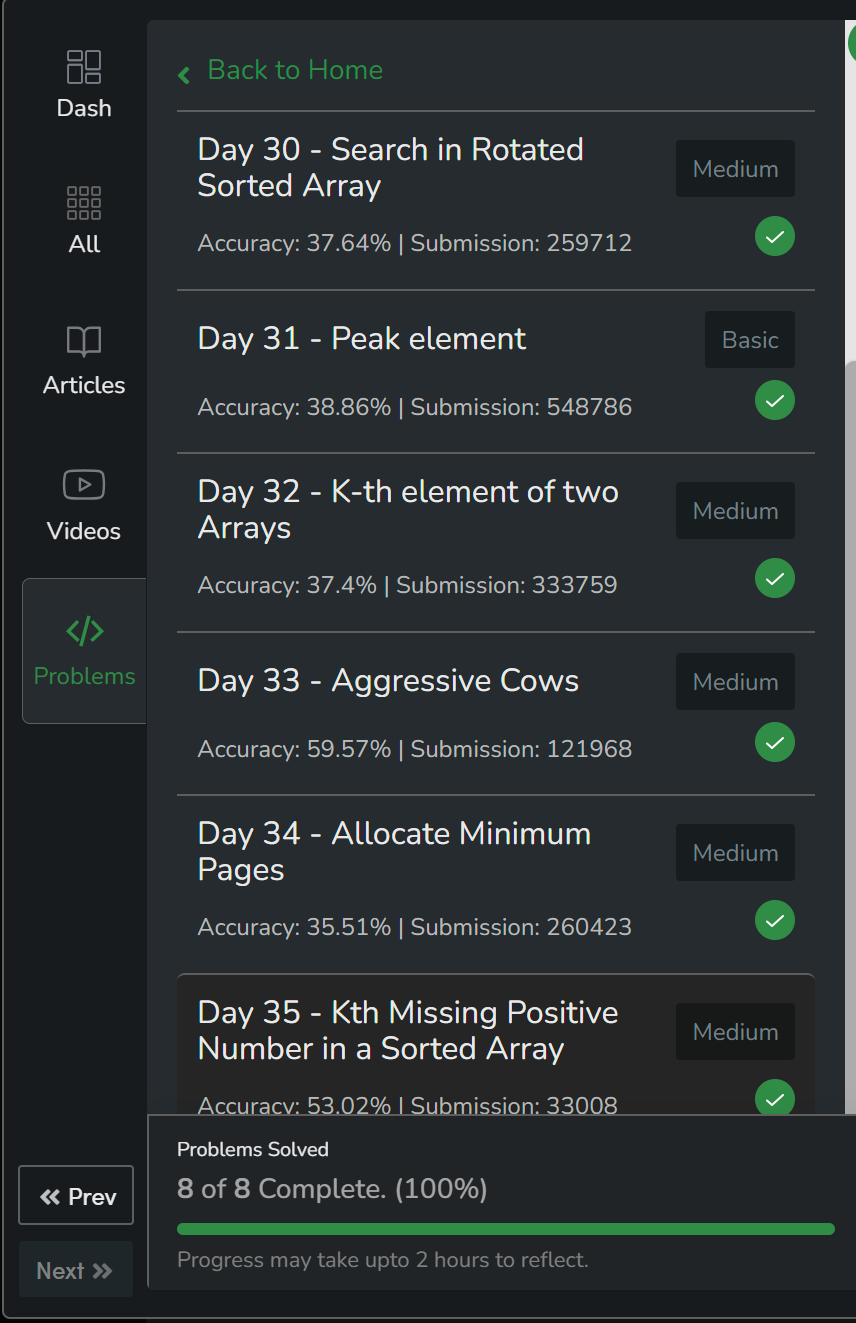 Dash
All
Articles
Videos
Problems
Prev
Next
Back to Home
Day 30 - Search in Rotated
Sorted Array
Medium
Accuracy: 37.64% | Submission: 259712
Day 31 - Peak element
Basic
Accuracy: 38.86% | Submission: 548786
Day 32 - K-th element of two
Arrays
Medium
Accuracy: 37.4% | Submission: 333759
Day 33 - Aggressive Cows
Medium
Accuracy: 59.57% | Submission: 121968
Day 34 - Allocate Minimum
Pages
Medium
Accuracy: 35.51% | Submission: 260423
Day 35 - Kth Missing Positive
Number in a Sorted Array
Medium
Accuracy: 53.02% | Submission: 33008
Problems Solved
8 of 8 Complete. (100%)
Progress may take upto 2 hours to reflect.